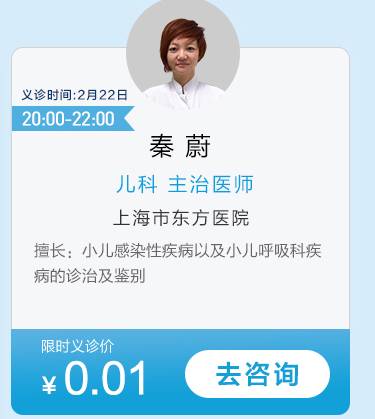 义诊时间:2月22日
20:00-22:00
秦 蔚
儿科 主治医师
上海市东方医院
擅长：小儿感染性疾病以及小儿呼吸科疾
病的诊治及鉴别
限时义诊价
¥ 0.01
去咨询